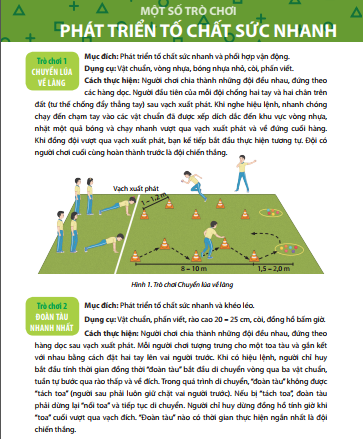 MỘT SỐ TRÒ CHƠI
PHÁT TRIỂN TỐ CHẤT SỨC NHANH
Trò chơi 1
CHUYỂN LÚA
VỀ LÀNG
Mục đích: Phát triển tố chất sức nhanh và phối hợp vận động.
Dụng cụ: Vật chuẩn, vòng nhựa, bóng nhựa nhỏ, còi, phấn viết.
Cách thực hiện: Người chơi chia thành những đội đều nhau, đứng theo
các hàng dọc. Người đầu tiên của mỗi đội chống hai tay và hai chân trên
đất (tư thế chống đẩy thẳng tay) sau vạch xuất phát. Khi nghe hiệu lệnh, nhanh chóng
chạy đến chạm tay vào các vật chuẩn đã được xếp dích dắc đến khu vực vòng nhựa,
nhặt một quả bóng và chạy nhanh vượt qua vạch xuất phát và về đứng cuối hàng.
Khi đồng đội vượt qua vạch xuất phát, bạn kế tiếp bắt đầu thực hiện tương tự. Đội có
người chơi cuối cùng hoàn thành trước là đội chiến thắng.
Vạch xuất phát
1 – 1,2 m
8 – 10 m
1,5 – 2,0 m
Hình 1. Trò chơi Chuyển lúa về làng
Trò chơi 2
ĐOÀN TÀU
NHANH NHẤT
Mục đích: Phát triển tố chất sức nhanh và khéo léo.
Dụng cụ: Vật chuẩn, phấn viết, rào cao 20 – 25 cm, còi, đồng hồ bấm giờ.
Cách thực hiện: Người chơi chia thành những đội đều nhau, đứng theo
hàng dọc sau vạch xuất phát. Mỗi người chơi tượng trưng cho một toa tàu và gắn kết
với nhau bằng cách đặt hai tay lên vai người trước. Khi có hiệu lệnh, người chỉ huy
bắt đầu tính thời gian đồng thời "đoàn tàu" bắt đầu di chuyển vòng qua ba vật chuẩn,
tuần tự bước qua rào thấp và về đích. Trong quá trình di chuyển, "đoàn tàu" không được
"tách toa" (người sau phải luôn giữ chặt vai người trước). Nếu bị "tách toa", đoàn tàu
phải dừng lại "nối toa" và tiếp tục di chuyển. Người chỉ huy dừng đồng hồ tính giờ khi
"toa" cuối vượt qua vạch đích. "Đoàn tàu" nào có thời gian thực hiện ngắn nhất là đội
chiến thắng.